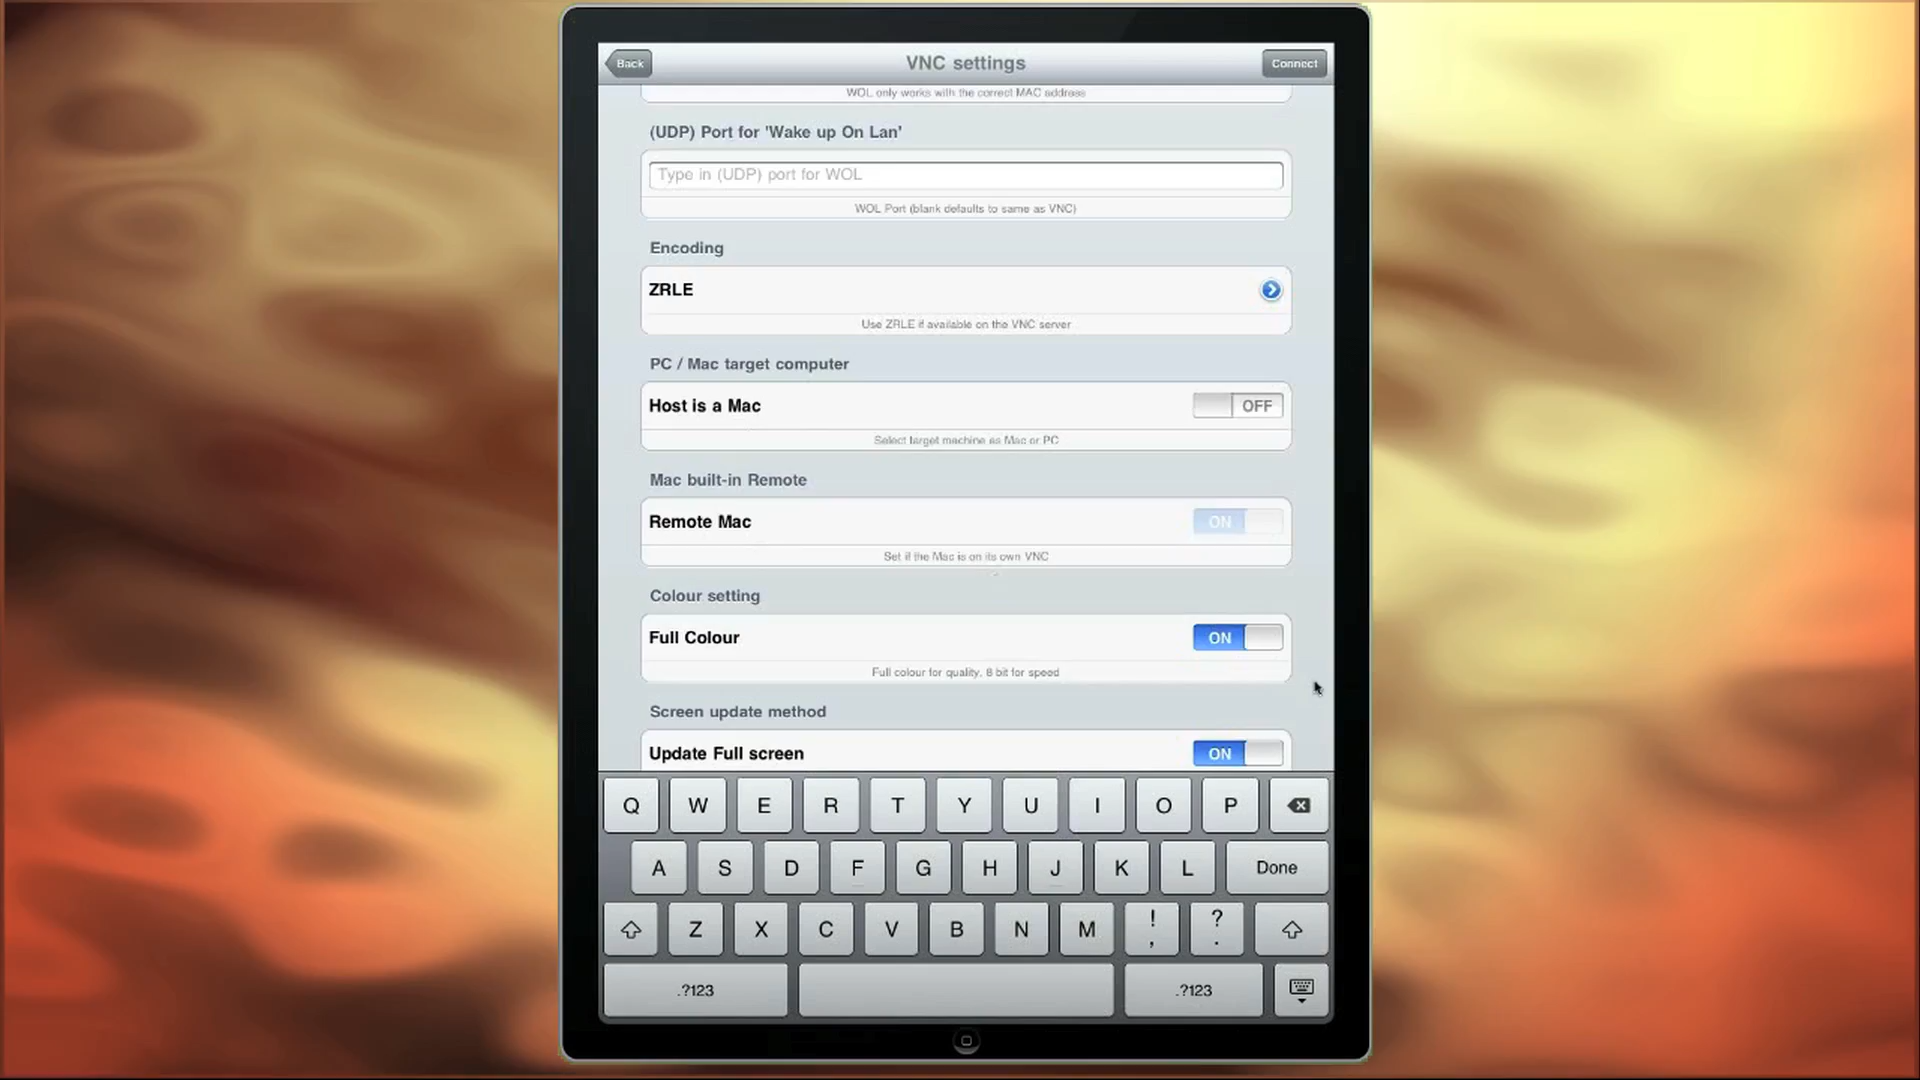 Back
VNC settings
Connect
WOL only works with the correct MAC address
(UDP) Port for 'Wake up On Lan'
Type in (UDP) port for WOL
WOL Port (blank defaults to same as VNC)
Encoding
ZRLE
Use ZRLE if available on the VNC server
PC / Mac target computer
Host is a Mac
OFF
Select target machine as Mac or PC
Mac built-in Remote
Remote Mac
ON
Set if the Mac is on its own VNC
Colour setting
Full Colour
ON
Full colour for quality, 8 bit for speed
Screen update method
Update Full screen
ON
Q W E R T Y U I O P
A S D F G H J K L Done
Z X C V B N M ! , ? .
.?123 .?123